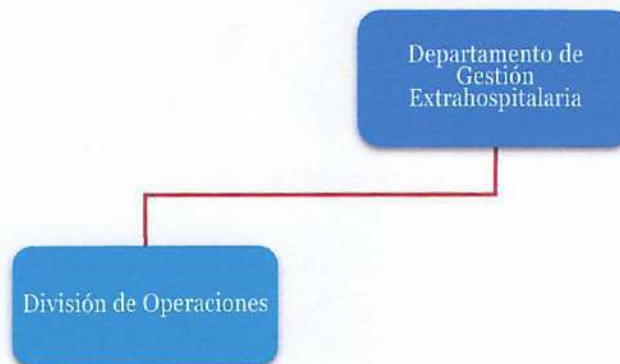 Departamento de
Gestión
Extrahospitalaria
División de Operaciones